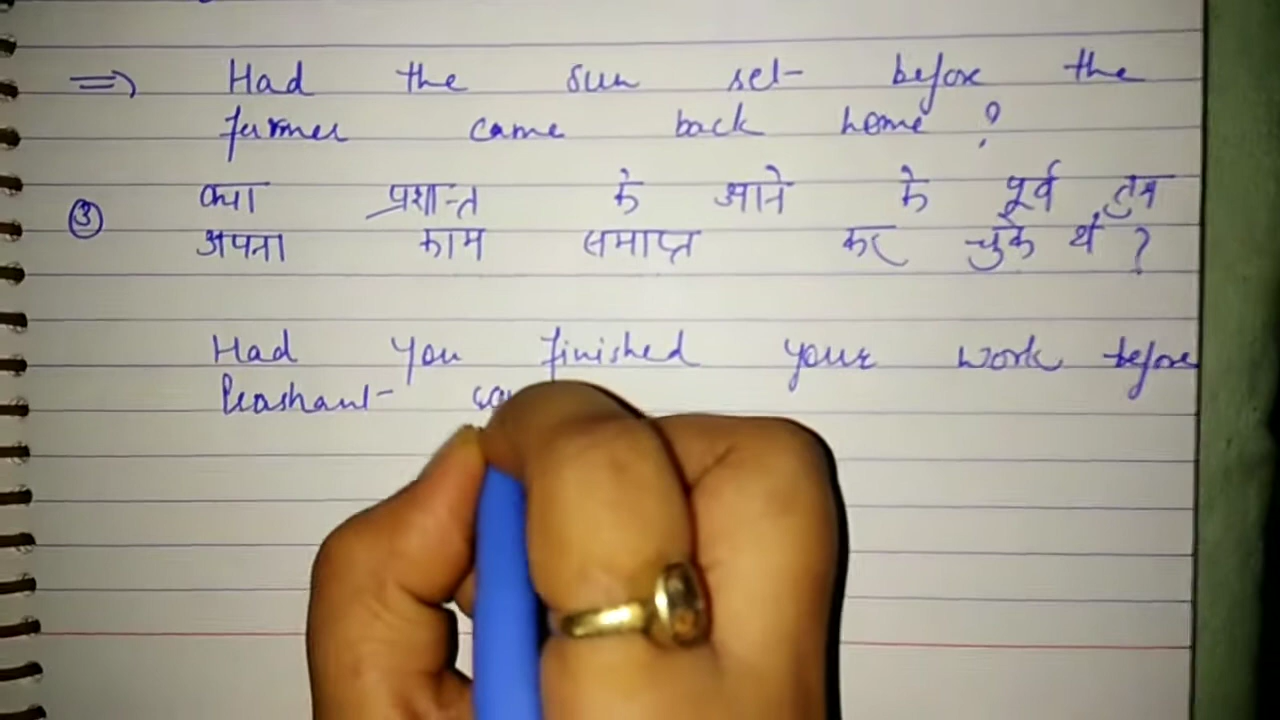 ⇒ Had the sun set before the
farmer came back home ?
③ क्या प्रशान्त के आने के पूर्व तुम
अपना काम समाप्त कर चुके थे ?
Had you finished your work before
Prashant